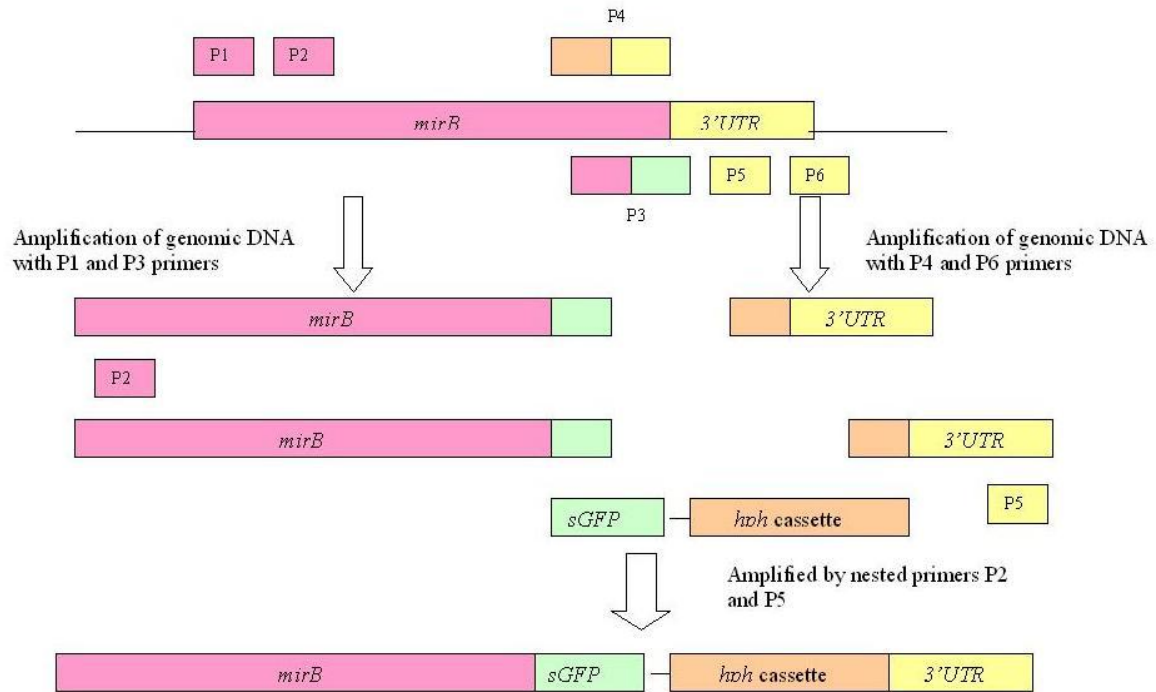 P4
P1
P2
mirB
3'UTR
P5
P6
P3
Amplification of genomic DNA
with P1 and P3 primers
Amplification of genomic DNA
with P4 and P6 primers
mirB
3'UTR
P2
mirB
3'UTR
P5
sGFP
hph cassette
Amplified by nested primers P2
and P5
mirB
sGFP
hph cassette
3'UTR